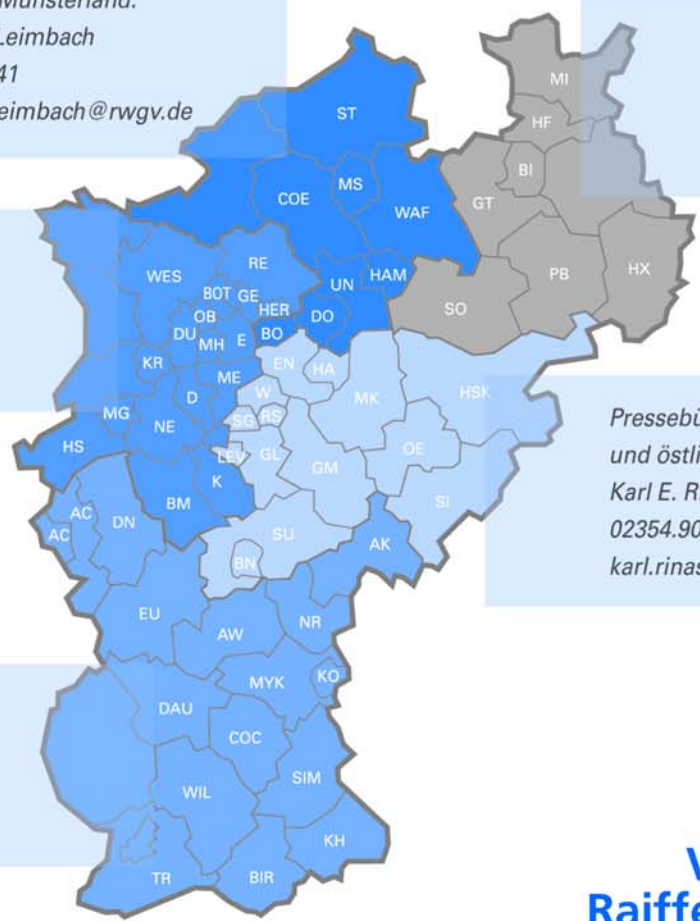 Münsterland:
Leimbach
41
eimbach@rwgv.de
MI
ST
HF
BI
MS
COE
GT
WAF
RE
WES
HAM
UN
PB
HX
BOT
GE
HER
SO
OB
DO
DU
MH
E
BO
KR
EN
HA
ME
W
MK
HSK
D
MG
SG
RS
NE
HS
LEV
GL
OE
GM
K
BM
SI
AC
DN
AC
SU
AK
BN
EU
NR
AW
KO
MYK
DAU
COC
SIM
WIL
KH
TR
BIR
Pressebü
und östli
Karl E. R
02354.90
karl.rinas
V
Raiffe